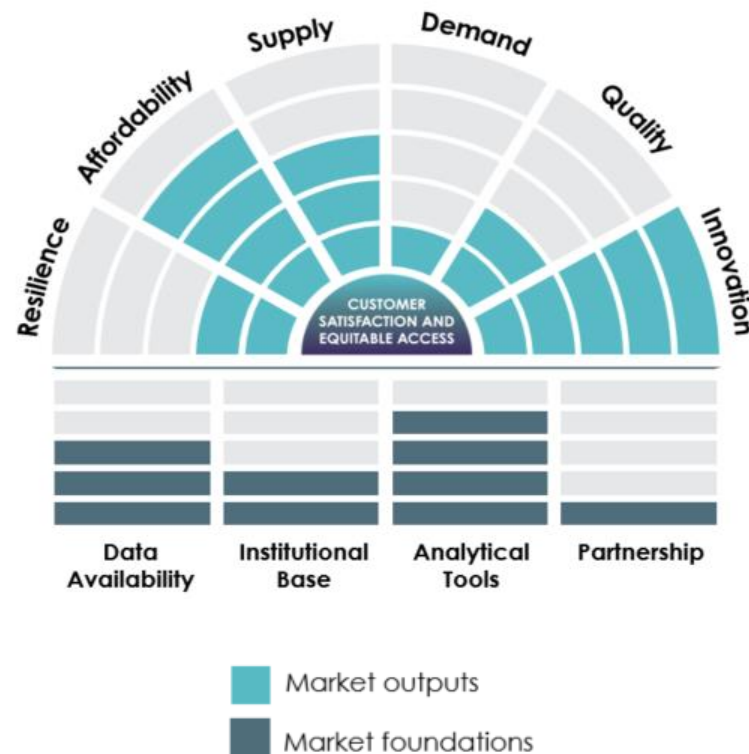 Resilience
Affordability
Supply
Demand
Quality
Innovation
CUSTOMER
SATISFACTION AND
EQUITABLE ACCESS
Data
Availability
Institutional
Base
Analytical
Tools
Partnership
Market outputs
Market foundations